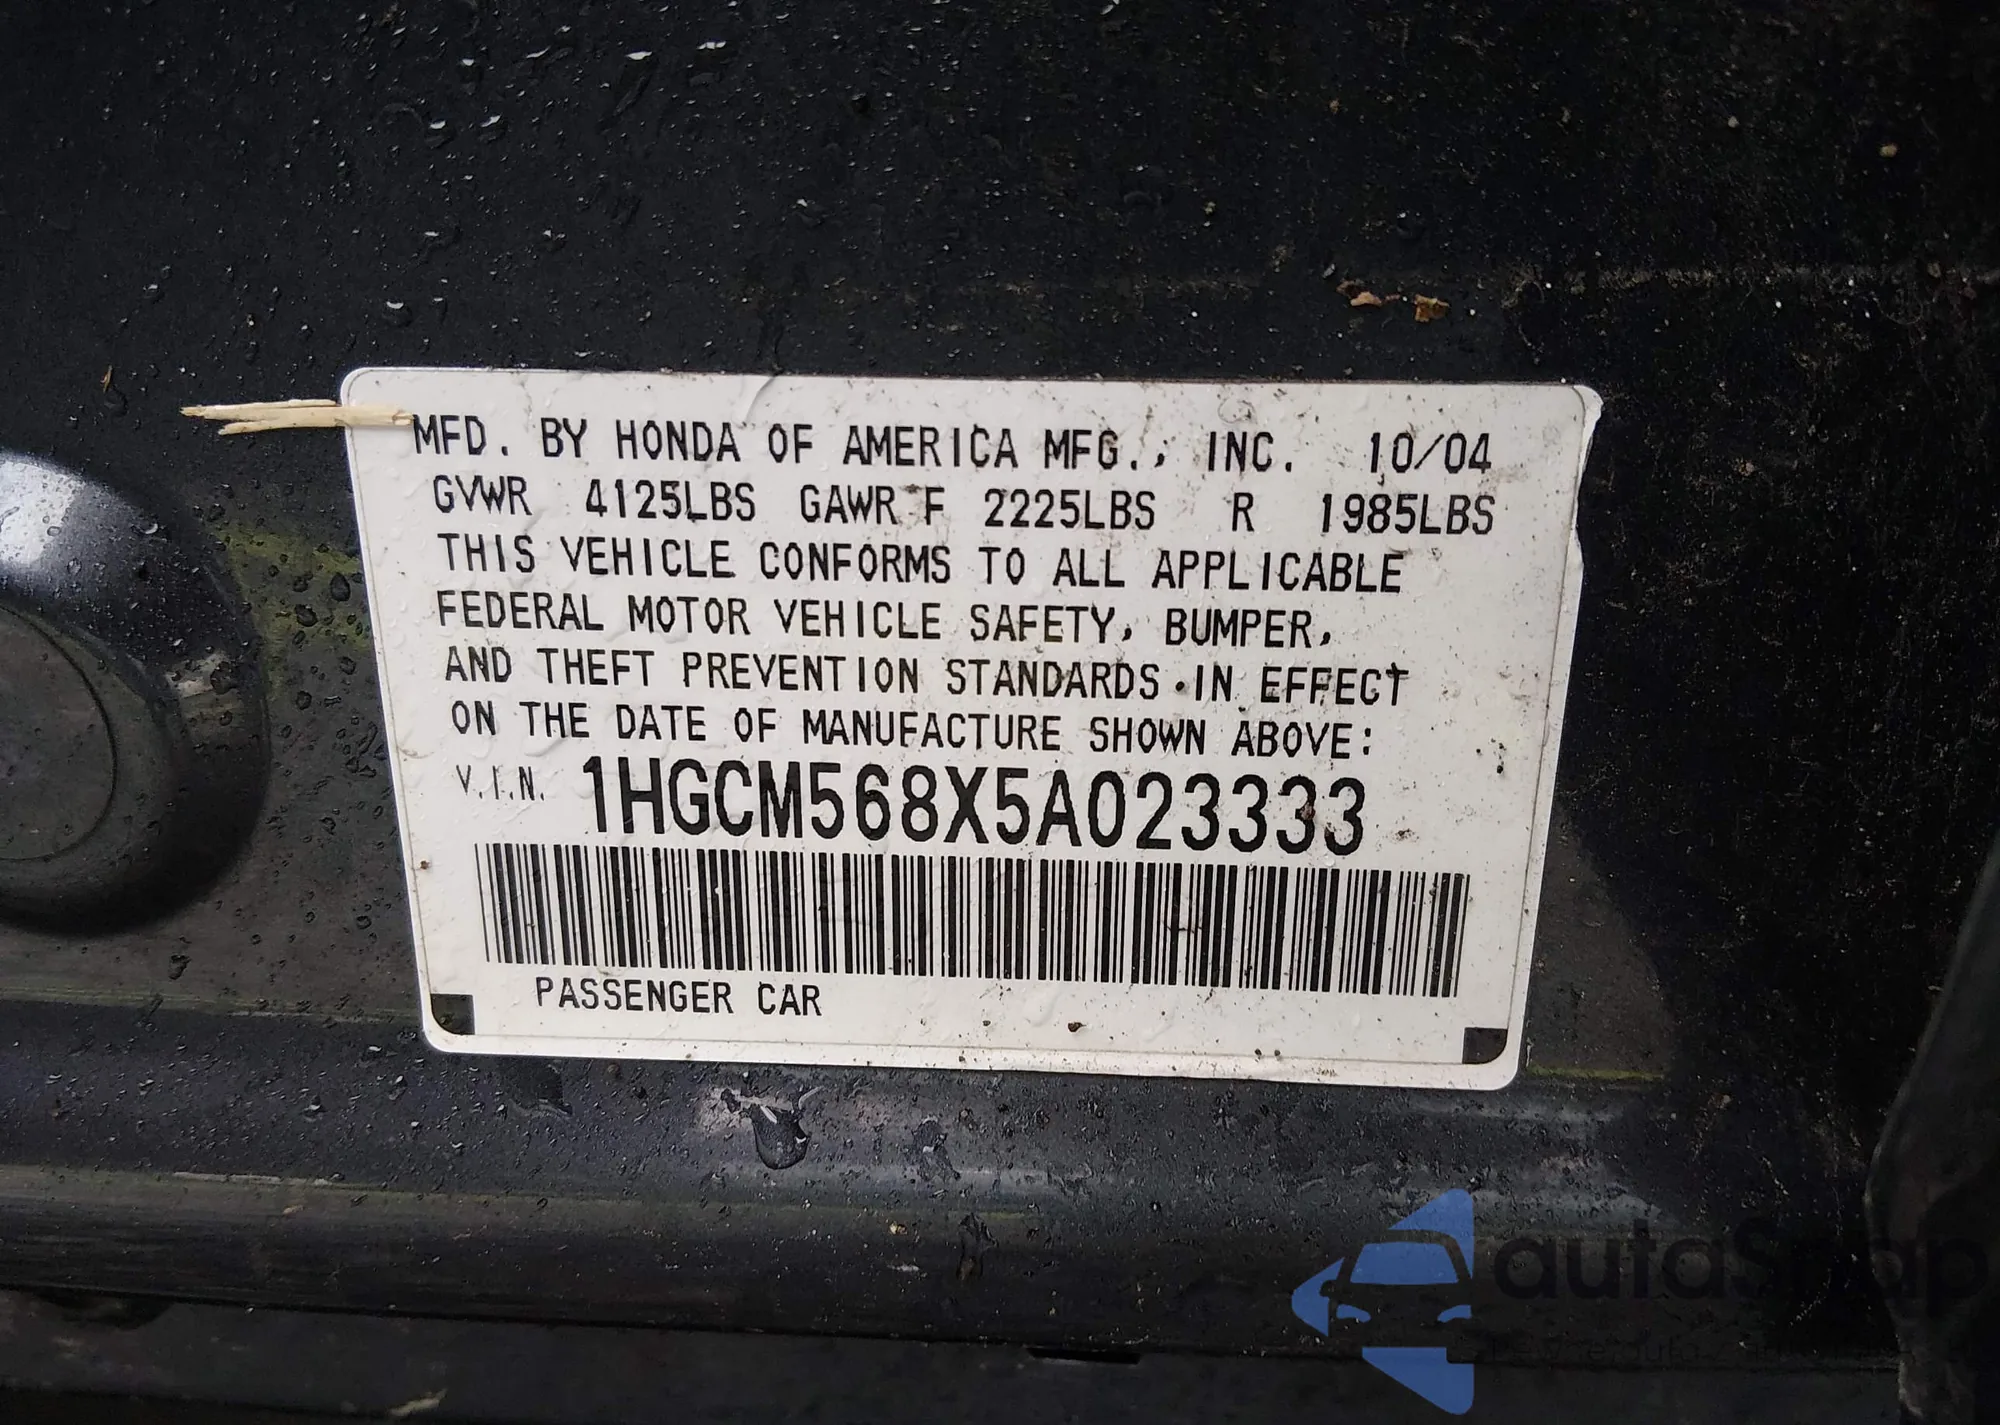 MFD. BY HONDA OF AMERICA MFG., INC. 10/04
GVWR 4125LBS GAWR F 2225LBS R 1985LBS
THIS VEHICLE CONFORMS TO ALL APPLICABLE
FEDERAL MOTOR VEHICLE SAFETY, BUMPER,
AND THEFT PREVENTION STANDARDS IN EFFECT
ON THE DATE OF MANUFACTURE SHOWN ABOVE:
V.I.N. 1HGCM568X5A023333
PASSENGER CAR
autaSnap